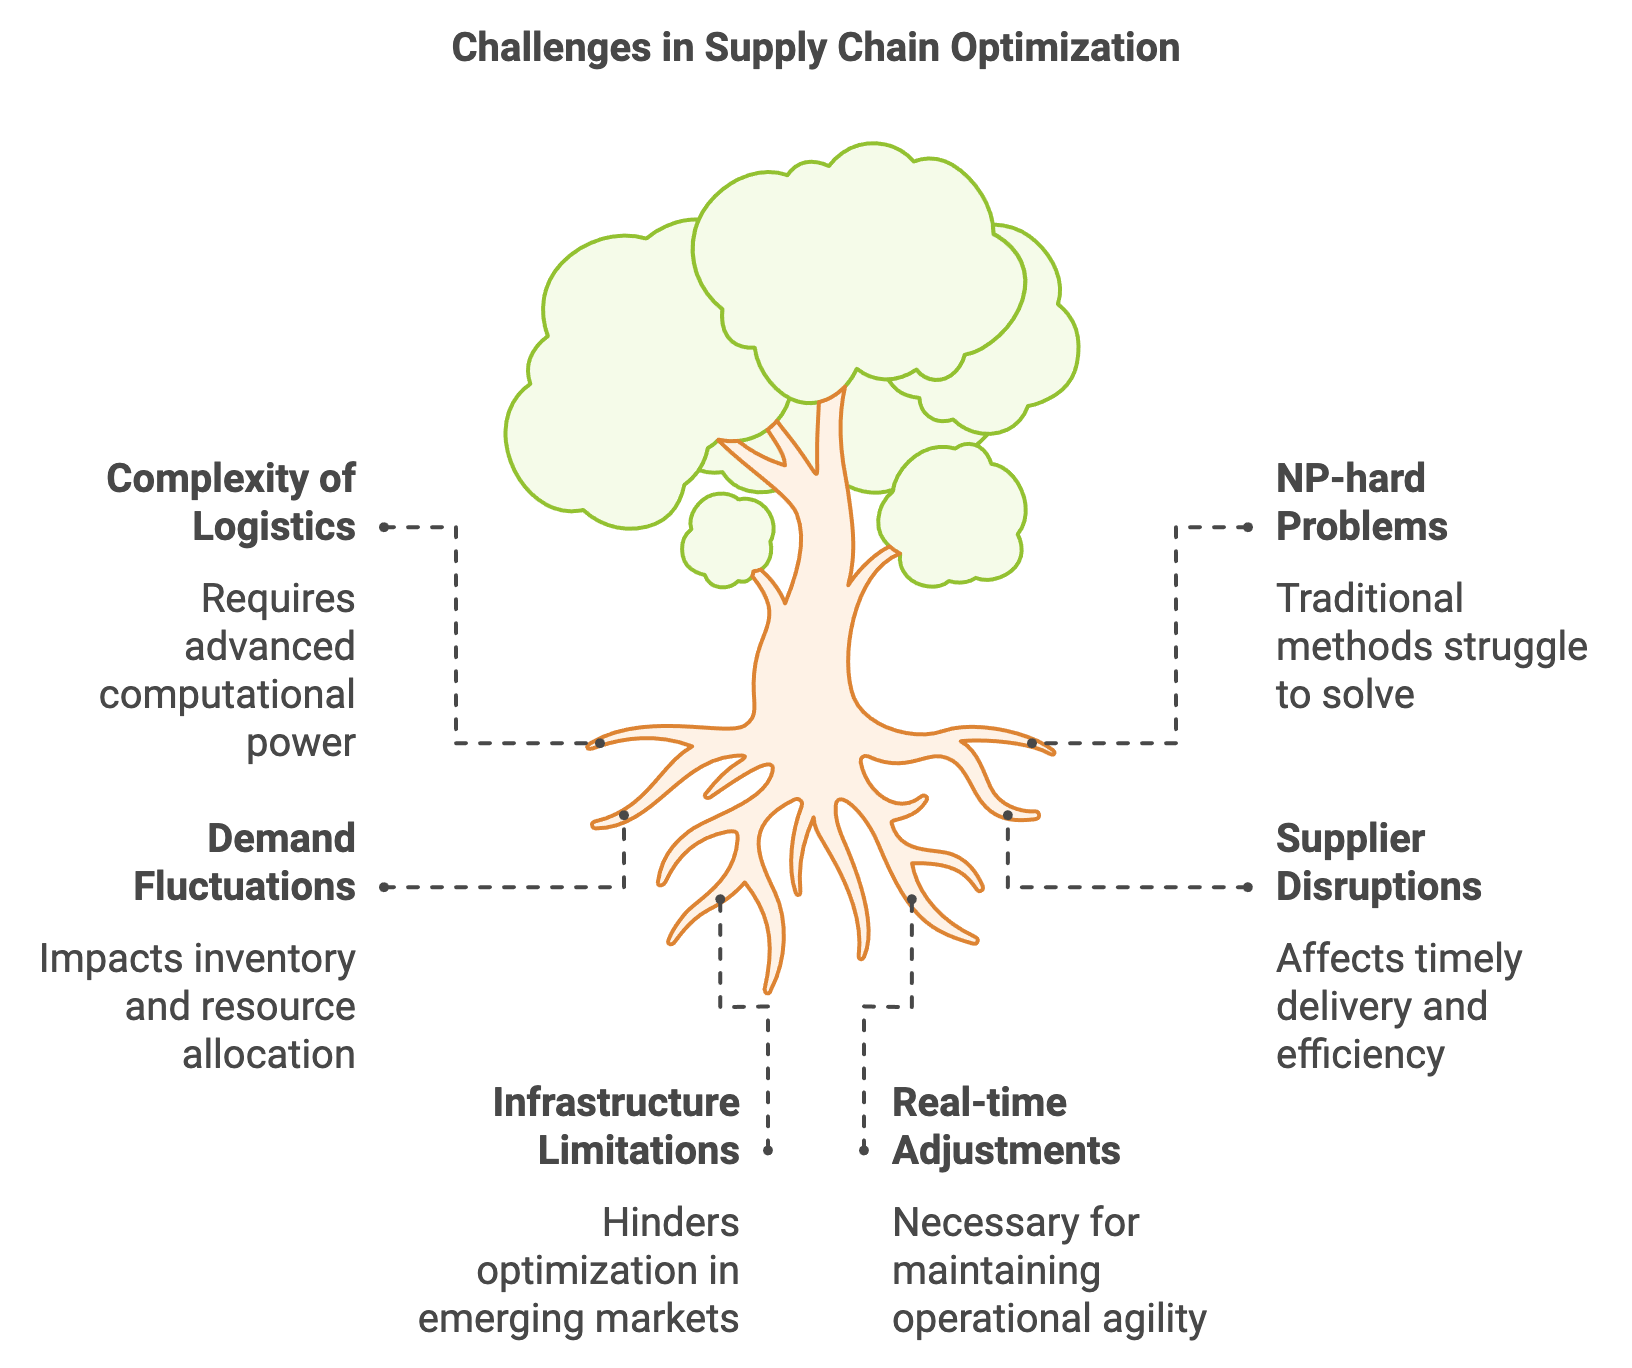 Challenges in Supply Chain Optimization
Complexity of
Logistics
Requires
advanced
computational
power
NP-hard
Problems
Traditional
methods struggle
to solve
Demand
Fluctuations
Impacts inventory
and resource
allocation
Supplier
Disruptions
Affects timely
delivery and
efficiency
Infrastructure
Limitations
Hinders
optimization in
emerging markets
Real-time
Adjustments
Necessary for
maintaining
operational agility